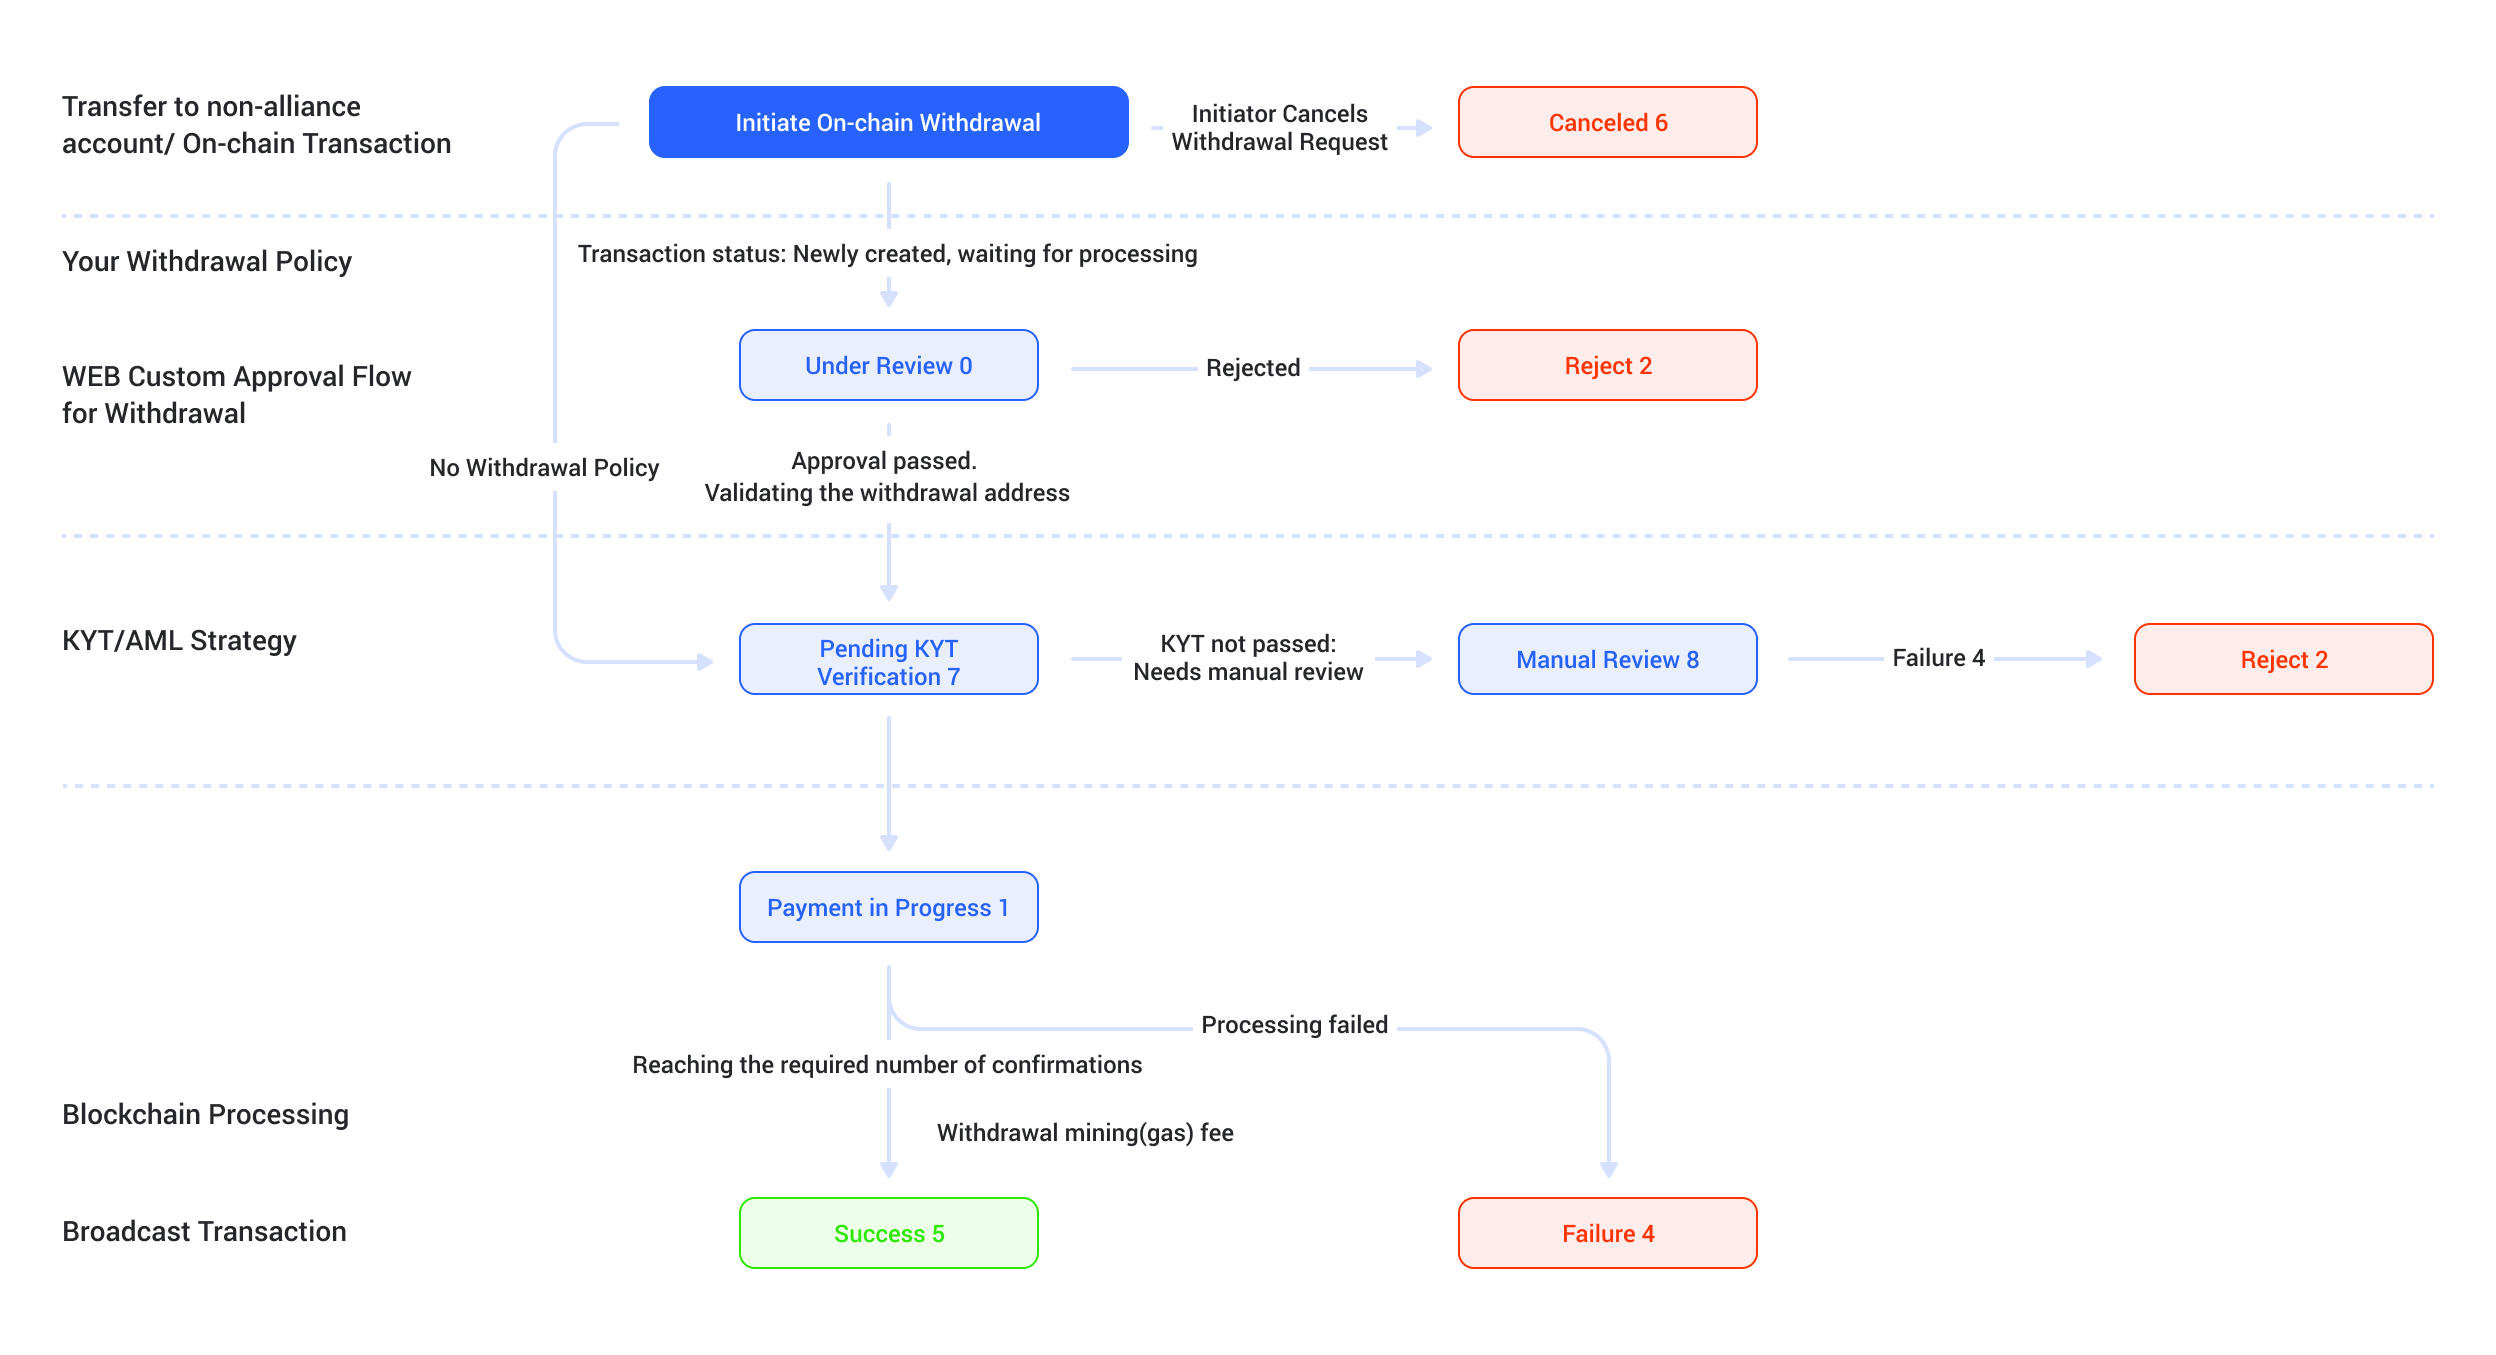 Transfer to non-alliance
account/ On-chain Transaction
Initiate On-chain Withdrawal
Initiator Cancels
Withdrawal Request
Canceled 6
Your Withdrawal Policy
Transaction status: Newly created, waiting for processing
WEB Custom Approval Flow
for Withdrawal
Under Review 0
Rejected
Reject 2
No Withdrawal Policy
Approval passed.
Validating the withdrawal address
KYT/AML Strategy
Pending KYT
Verification 7
KYT not passed:
Needs manual review
Manual Review 8
Failure 4
Reject 2
Payment in Progress 1
Processing failed
Reaching the required number of confirmations
Blockchain Processing
Withdrawal mining(gas) fee
Broadcast Transaction
Success 5
Failure 4